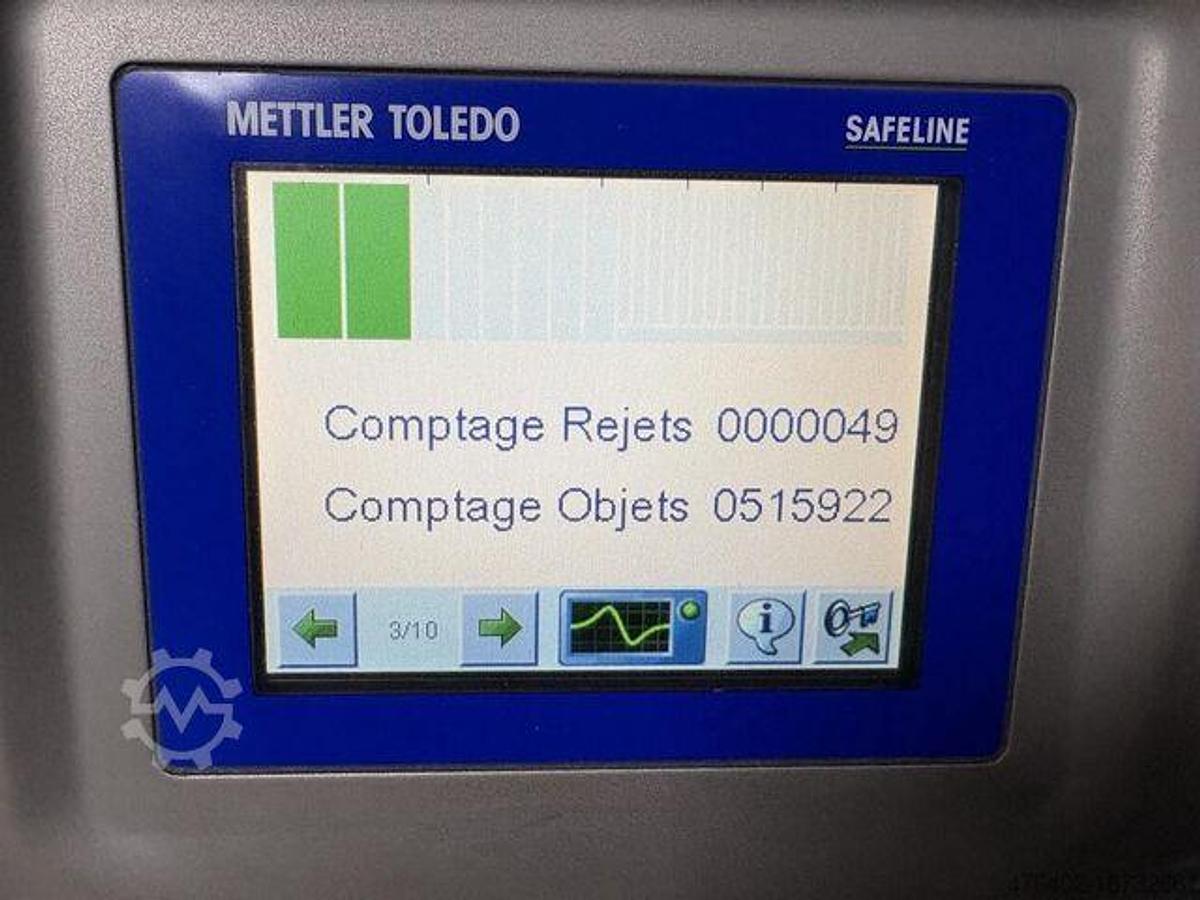 METTLER TOLEDO
SAFELINE
Comptage Rejets 0000049
Comptage Objets 0515922
3/10
i